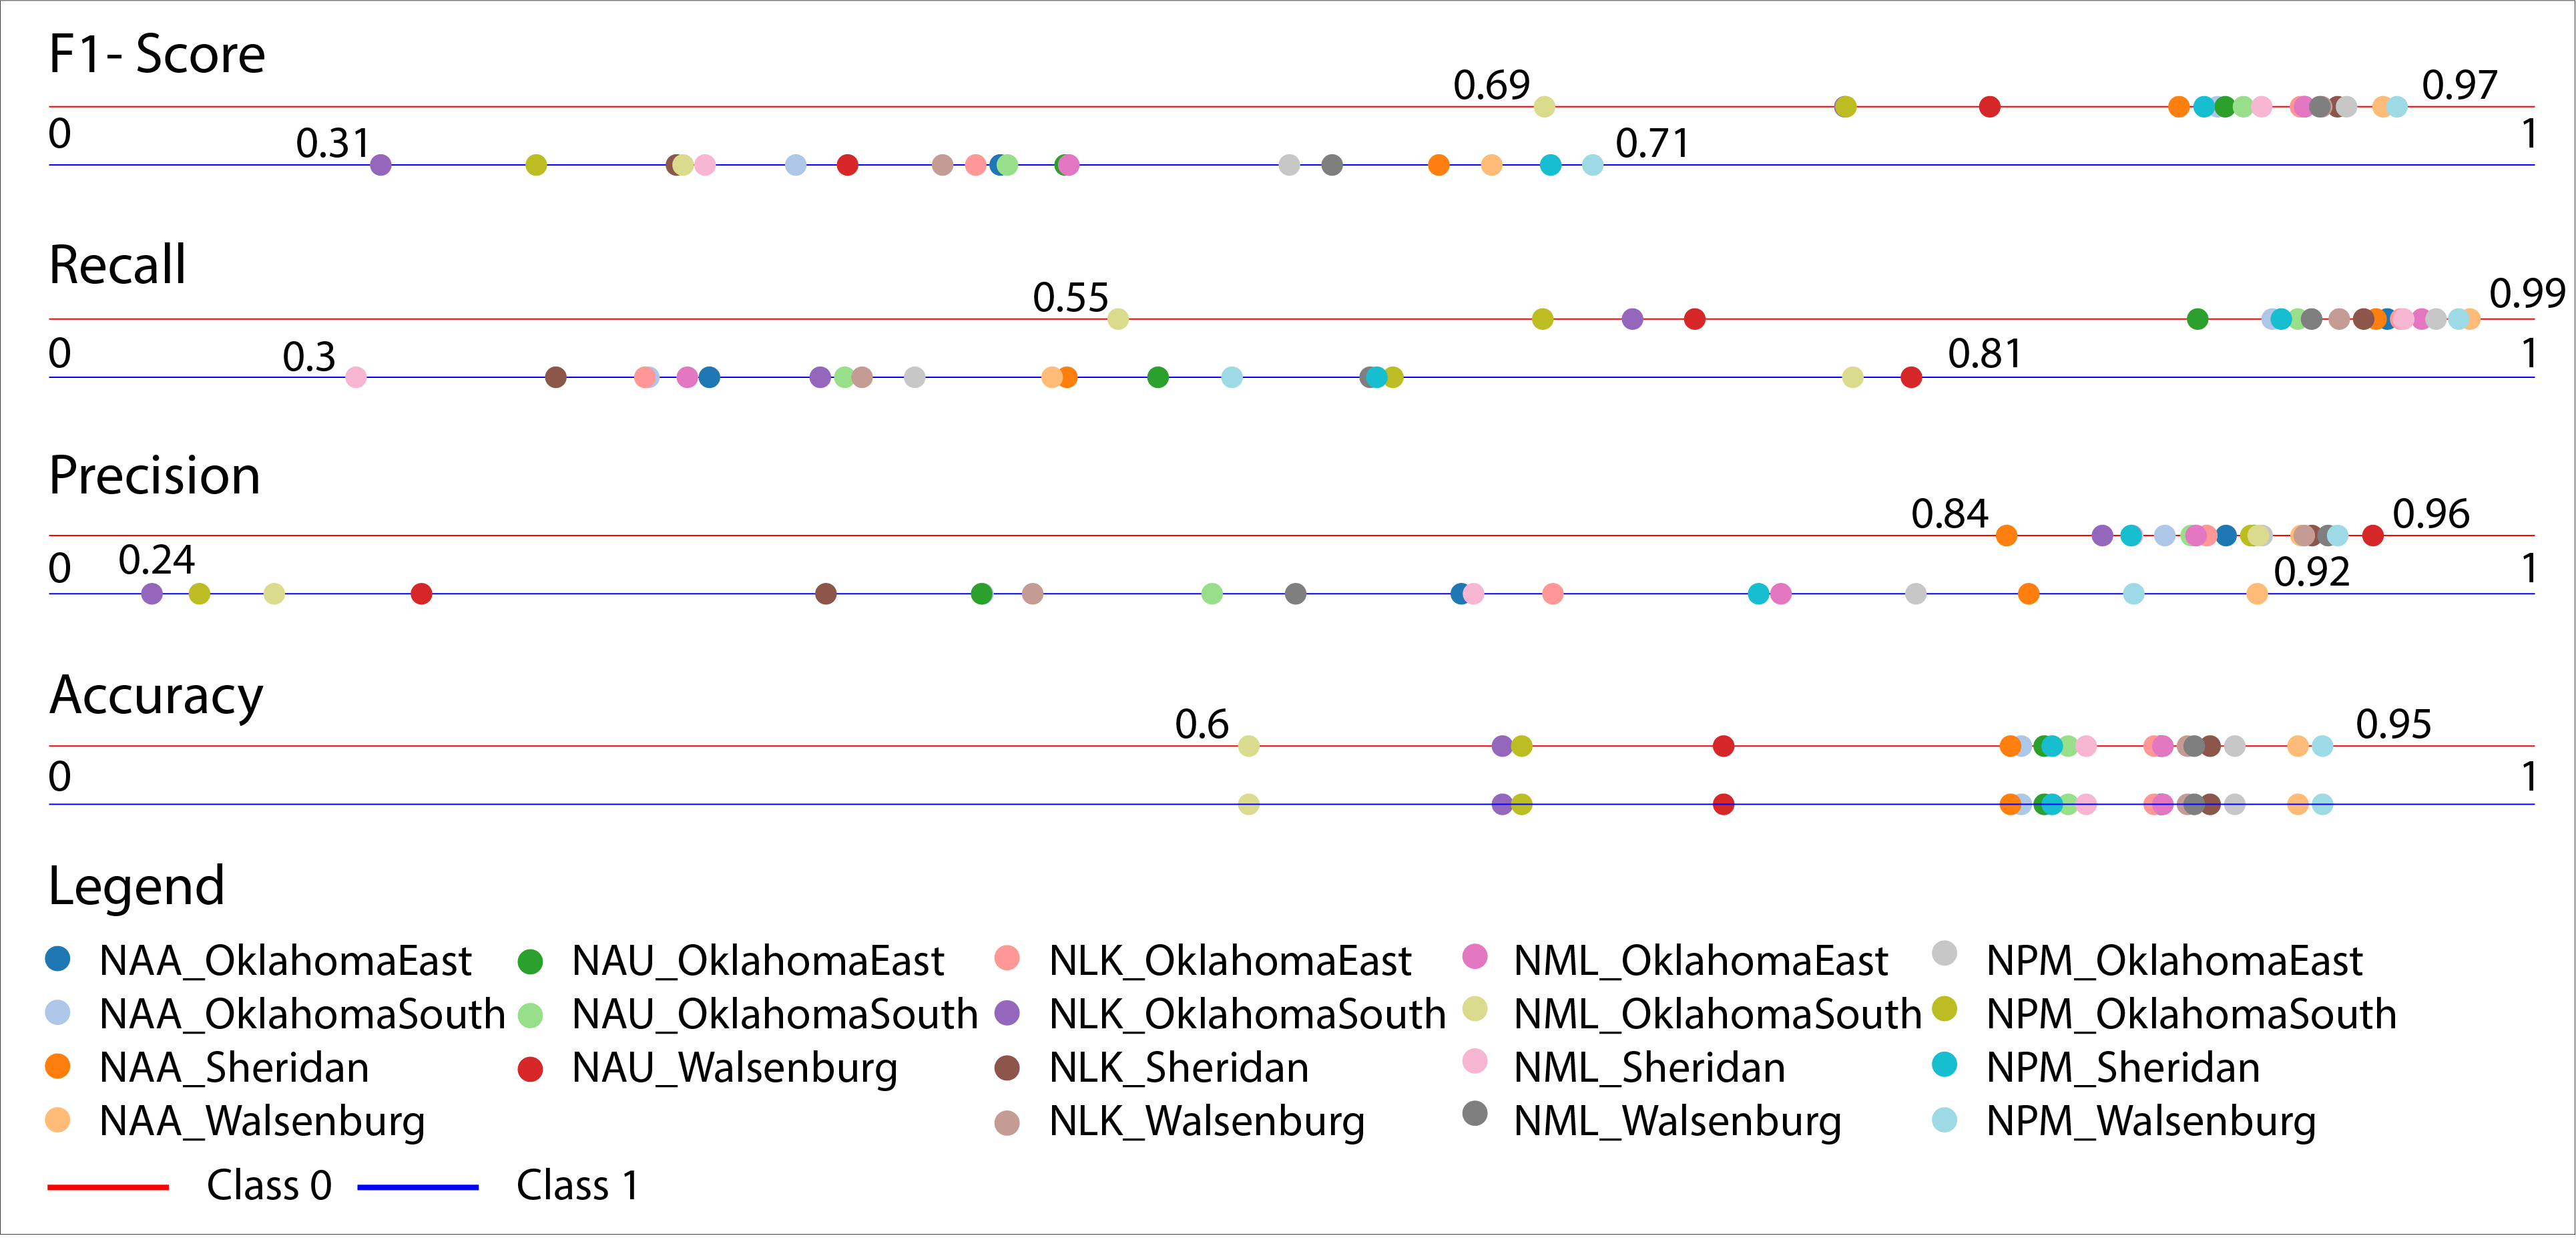 F1- Score
0.69 0.97
0 1
0.31 0.71
Recall
0.55 0.99
0 1
0.3 0.81
Precision
0.84 0.96
0 1
0.24 0.92
Accuracy
0.6 0.95
0 1
Legend
NAA_OklahomaEast NAU_OklahomaEast NLK_OklahomaEast NML_OklahomaEast NPM_OklahomaEast
NAA_OklahomaSouth NAU_OklahomaSouth NLK_OklahomaSouth NML_OklahomaSouth NPM_OklahomaSouth
NAA_Sheridan NAU_Walsenburg NLK_Sheridan NML_Sheridan NPM_Sheridan
NAA_Walsenburg NLK_Walsenburg NML_Walsenburg NPM_Walsenburg
Class 0 Class 1